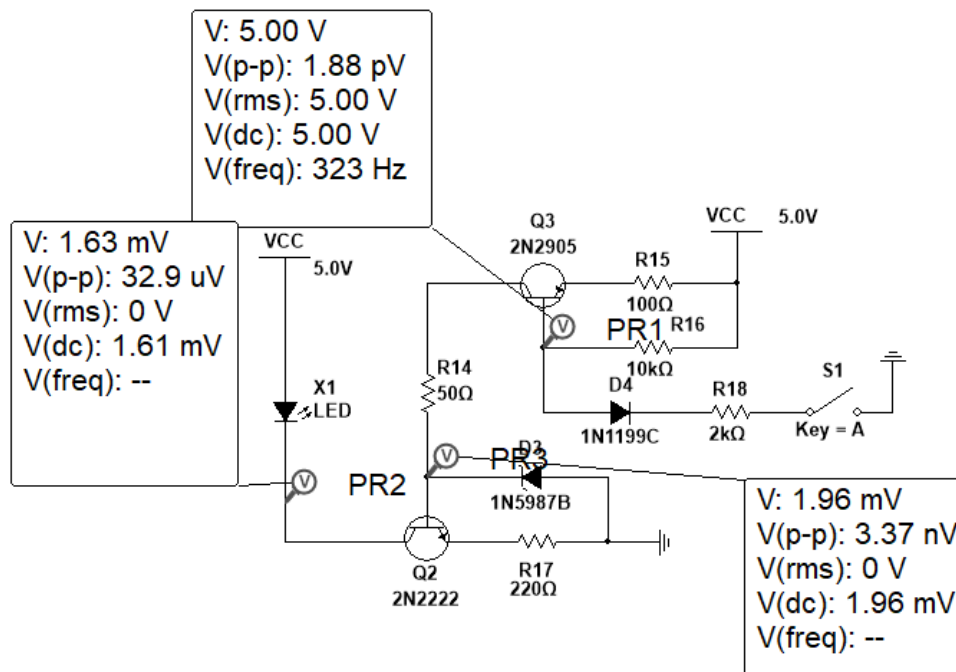 V: 5.00 V
V(p-p): 1.88 pV
V(rms): 5.00 V
V(dc): 5.00 V
V(freq): 323 Hz
V: 1.63 mV
V(p-p): 32.9 uV
V(rms): 0 V
V(dc): 1.61 mV
V(freq): --
VCC
5.0V
Q3
2N2905
VCC
5.0V
R15
100Ω
V
PR1
R16
10kΩ
R14
50Ω
X1
LED
D4
1N1199C
R18
2kΩ
S1
Key = A
V
PR2
V
PR3
D3
1N5987B
Q2
2N2222
R17
220Ω
V: 1.96 mV
V(p-p): 3.37 nV
V(rms): 0 V
V(dc): 1.96 mV
V(freq): --